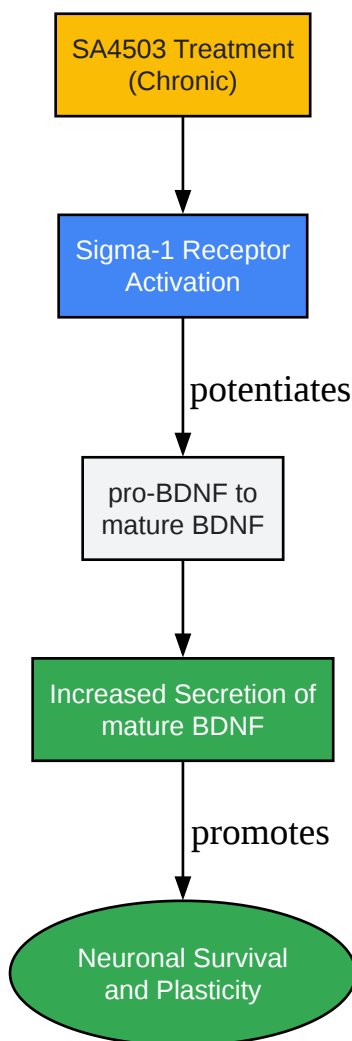 SA4503 Treatment
(Chronic)
Sigma-1 Receptor
Activation
potentiates
pro-BDNF to
mature BDNF
Increased Secretion of
mature BDNF
promotes
Neuronal Survival
and Plasticity